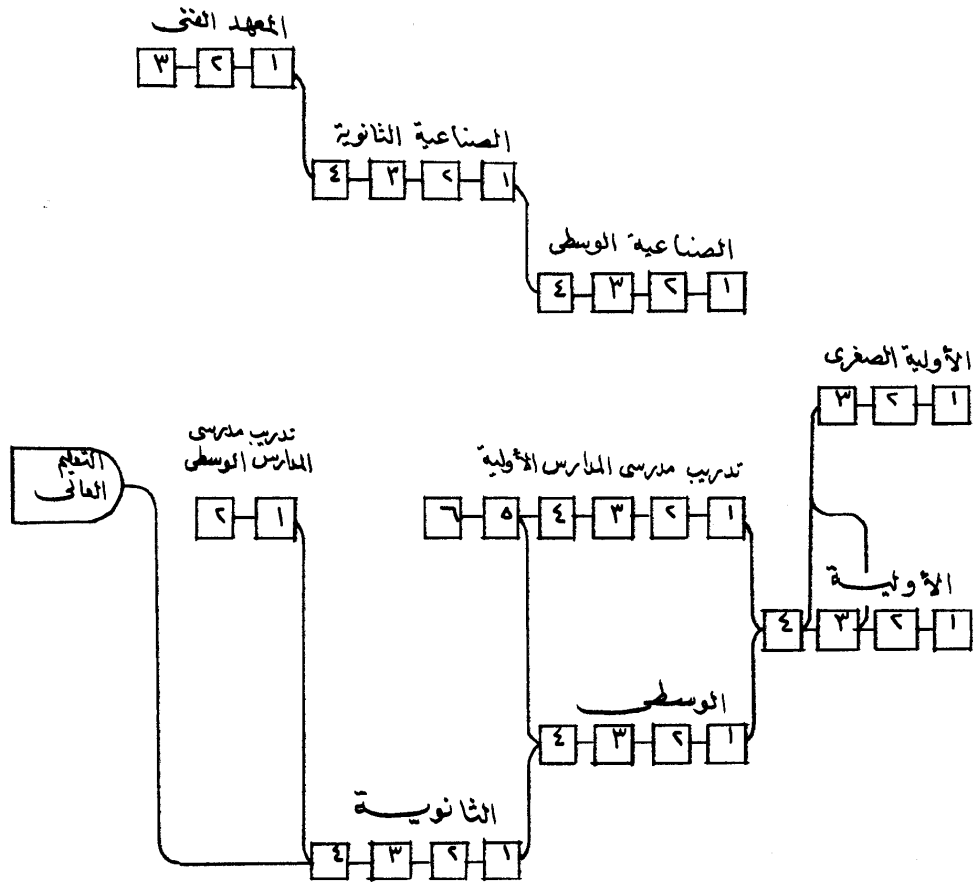 المعهد الفنى
١ ٢ ٣
الصناعية الثانوية
١ ٢ ٣ ٤
الصناعية الوسطى
١ ٢ ٣ ٤
الأولية الصغرى
١ ٢ ٣
تدريب مدرسى المدارس الأولية
١ ٢ ٣ ٤ ٥ ٦
تدريب مدرسى
المدارس الوسطى
١ ٢
التعليم
العالى
الأوليـة
١ ٢ ٣ ٤
الوسطى
١ ٢ ٣ ٤
الثانويـة
١ ٢ ٣ ٤